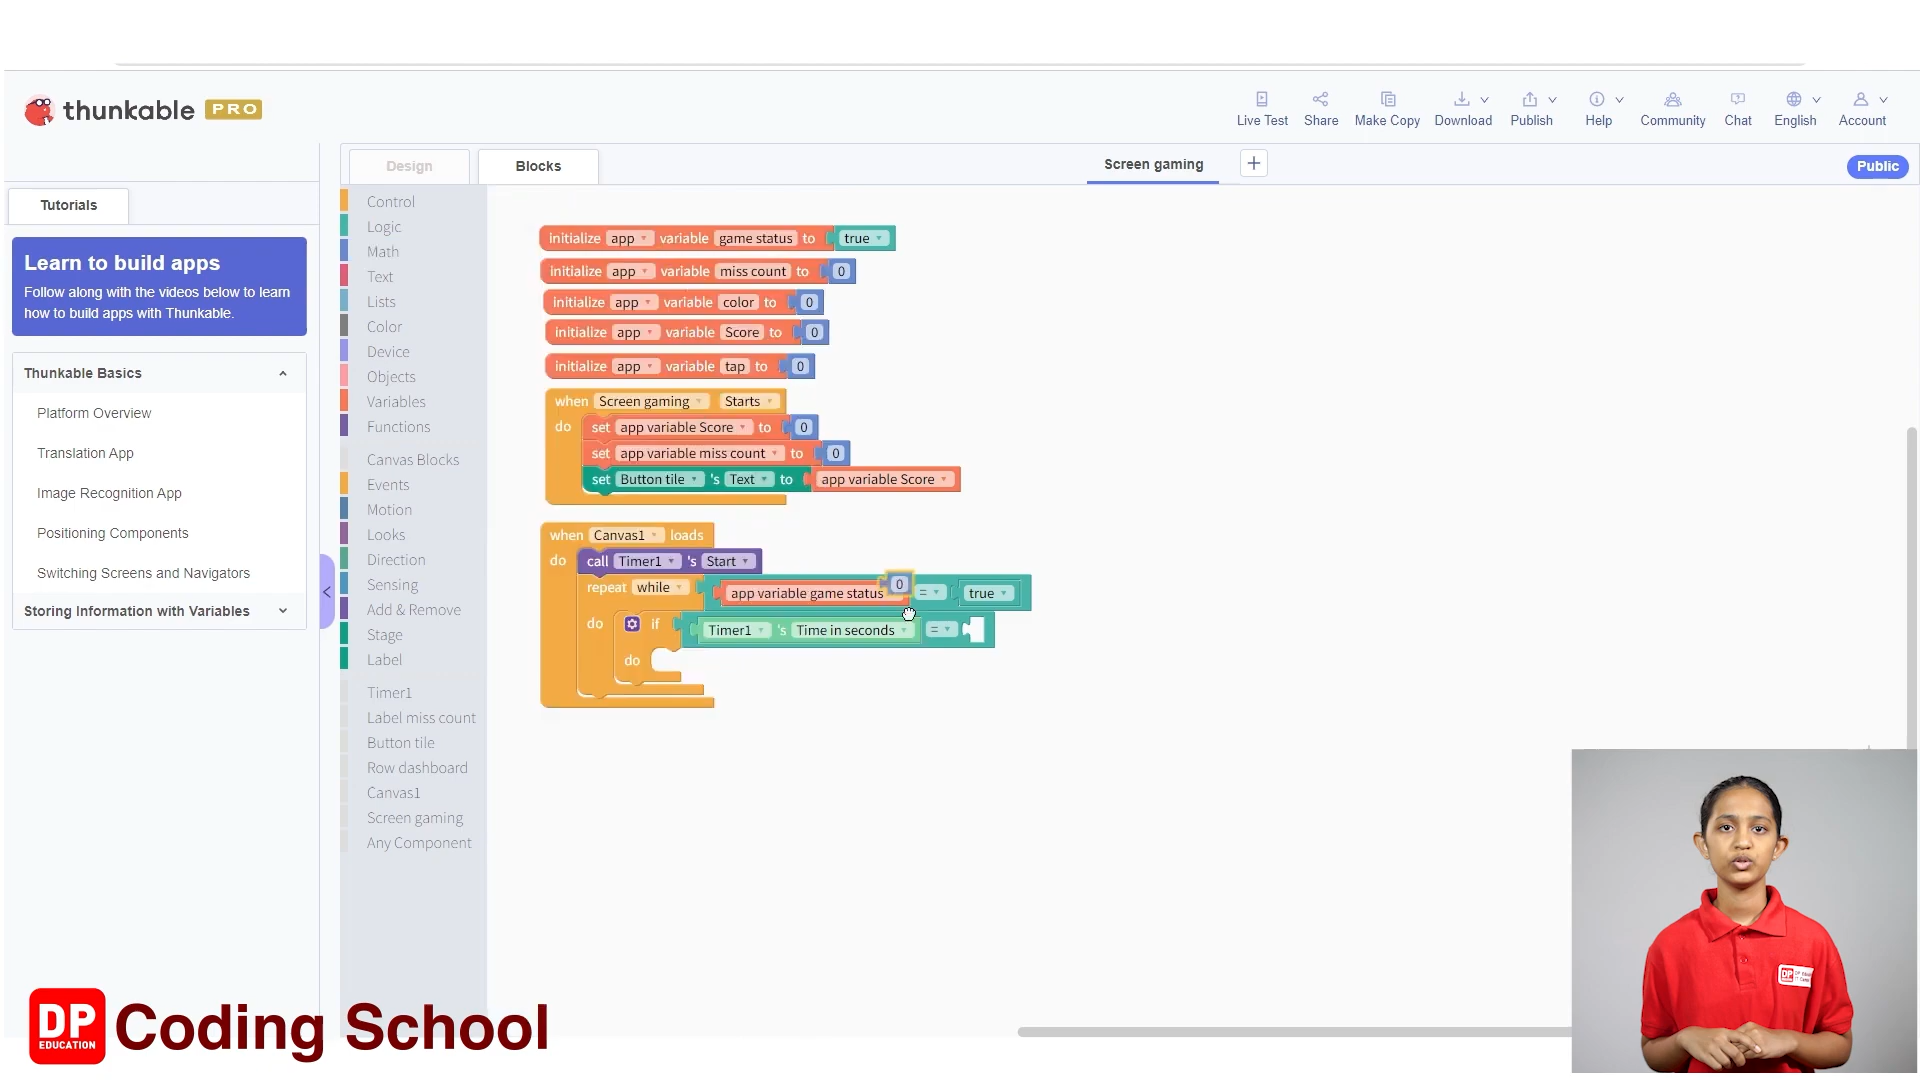 thunkable PRO
Live Test
Share
Make Copy
Download
Publish
Help
Community
Chat
English
Account
Design
Blocks
Screen gaming
+
Public
Tutorials
Learn to build apps
Follow along with the videos below to learn
how to build apps with Thunkable.
Thunkable Basics
Platform Overview
Translation App
Image Recognition App
Positioning Components
Switching Screens and Navigators
Storing Information with Variables
Control
Logic
Math
Text
Lists
Color
Device
Objects
Variables
Functions
Canvas Blocks
Events
Motion
Looks
Direction
Sensing
Add & Remove
Stage
Label
Timer1
Label miss count
Button tile
Row dashboard
Canvas1
Screen gaming
Any Component
initialize app variable game status to true
initialize app variable miss count to 0
initialize app variable color to 0
initialize app variable Score to 0
initialize app variable tap to 0
when Screen gaming Starts
do set app variable Score to 0
set app variable miss count to 0
set Button tile 's Text to app variable Score
when Canvas1 loads
do call Timer1 's Start
repeat while app variable game status = true
0
do if Timer1 's Time in seconds =
do
DP EDUCATION Coding School